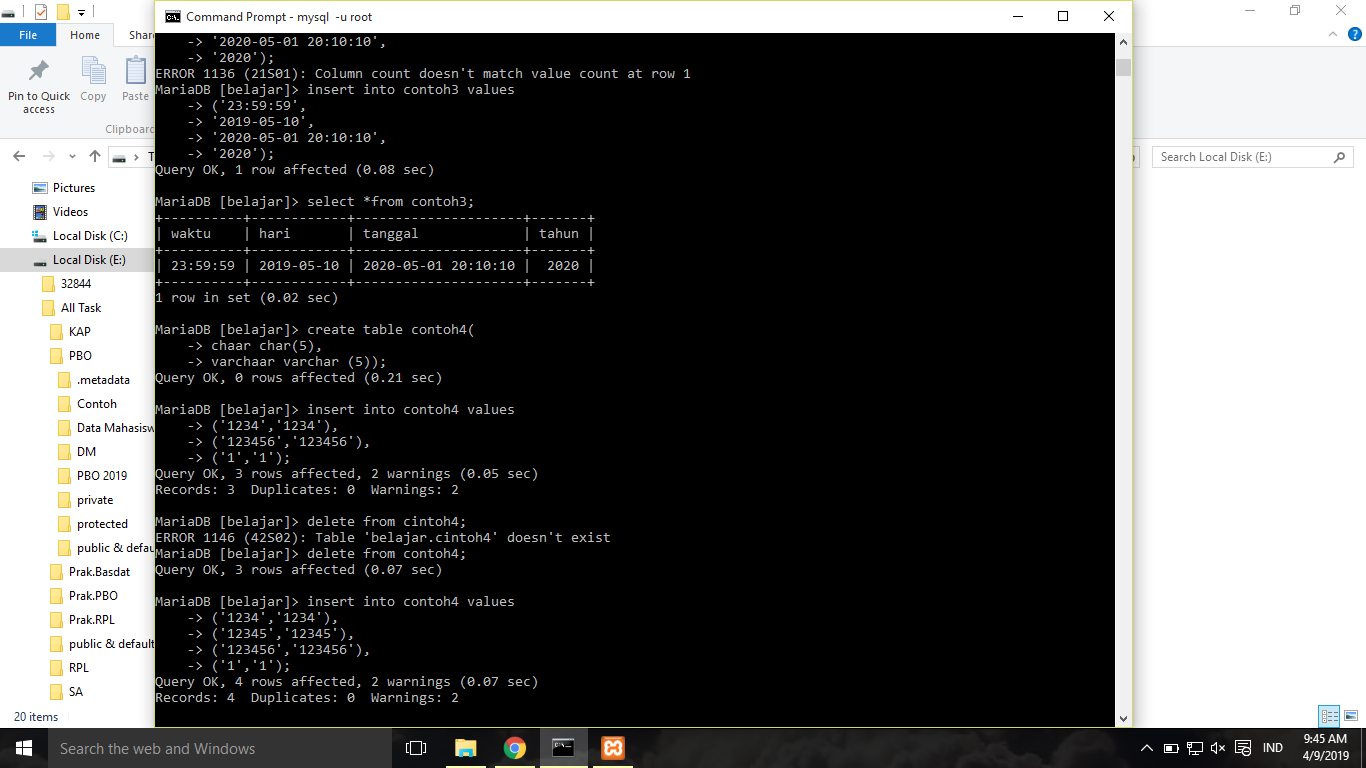 Command Prompt - mysql  -u root
File
Home
Shar
Pin to Quick access
Copy
Paste
Clipboard
Search Local Disk (E:)
Pictures
Videos
Local Disk (C:)
Local Disk (E:)
32844
All Task
KAP
PBO
.metadata
Contoh
Data Mahasisw
DM
PBO 2019
private
protected
public & defau
Prak.Basdat
Prak.PBO
Prak.RPL
public & default
RPL
SA
20 items
    -> '2020-05-01 20:10:10',
    -> '2020');
ERROR 1136 (21S01): Column count doesn't match value count at row 1
MariaDB [belajar]> insert into contoh3 values
    -> ('23:59:59',
    -> '2019-05-10',
    -> '2020-05-01 20:10:10',
    -> '2020');
Query OK, 1 row affected (0.08 sec)
MariaDB [belajar]> select *from contoh3;
+----------+------------+---------------------+-------+
| waktu    | hari       | tanggal             | tahun |
+----------+------------+---------------------+-------+
| 23:59:59 | 2019-05-10 | 2020-05-01 20:10:10 |  2020 |
+----------+------------+---------------------+-------+
1 row in set (0.02 sec)
MariaDB [belajar]> create table contoh4(
    -> chaar char(5),
    -> varchaar varchar (5));
Query OK, 0 rows affected (0.21 sec)
MariaDB [belajar]> insert into contoh4 values
    -> ('1234','1234'),
    -> ('123456','123456'),
    -> ('1','1');
Query OK, 3 rows affected, 2 warnings (0.05 sec)
Records: 3  Duplicates: 0  Warnings: 2
MariaDB [belajar]> delete from cintoh4;
ERROR 1146 (42S02): Table 'belajar.cintoh4' doesn't exist
MariaDB [belajar]> delete from contoh4;
Query OK, 3 rows affected (0.07 sec)
MariaDB [belajar]> insert into contoh4 values
    -> ('1234','1234'),
    -> ('12345','12345'),
    -> ('123456','123456'),
    -> ('1','1');
Query OK, 4 rows affected, 2 warnings (0.07 sec)
Records: 4  Duplicates: 0  Warnings: 2
Search the web and Windows
IND
9:45 AM
4/9/2019